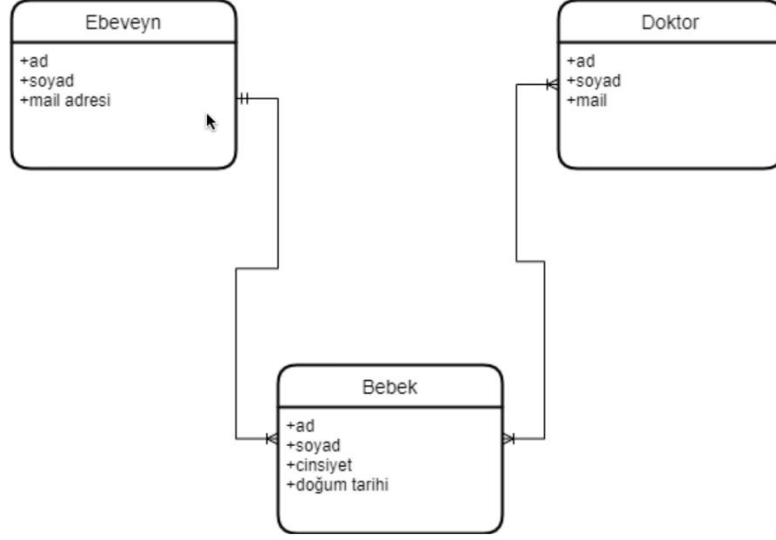 Ebeveyn
+ad
+soyad
+mail adresi
Doktor
+ad
+soyad
+mail
Bebek
+ad
+soyad
+cinsiyet
+doğum tarihi